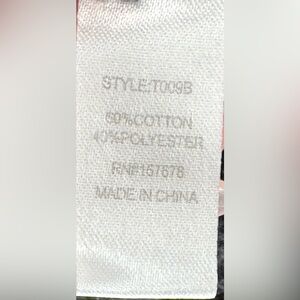 STYLE:T009B
60%COTTON
40%POLYESTER
RN#157678
MADE IN CHINA